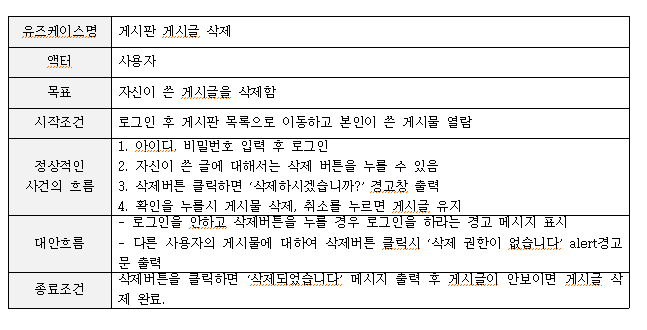 유즈케이스명 게시판 게시글 삭제
액터 사용자
목표 자신이 쓴 게시글을 삭제함
시작조건 로그인 후 게시판 목록으로 이동하고 본인이 쓴 게시물 열람
정상적인
사건의 흐름
1. 아이디. 비밀번호 입력 후 로그인
2. 자신이 쓴 글에 대해서는 삭제 버튼을 누를 수 있음
3. 삭제버튼 클릭하면 '삭제하시겠습니까?' 경고창 출력
4. 확인을 누를시 게시물 삭제, 취소를 누르면 게시글 유지
대안흐름
- 로그인을 안하고 삭제버튼을 누를 경우 로그인을 하라는 경고 메시지 표시
- 다른 사용자의 게시물에 대하여 삭제버튼 클릭시 '삭제 권한이 없습니다' alert경고
문 출력
종료조건
삭제버튼을 클릭하면 '삭제되었습니다' 메시지 출력 후 게시글이 안보이면 게시글 삭
제 완료.